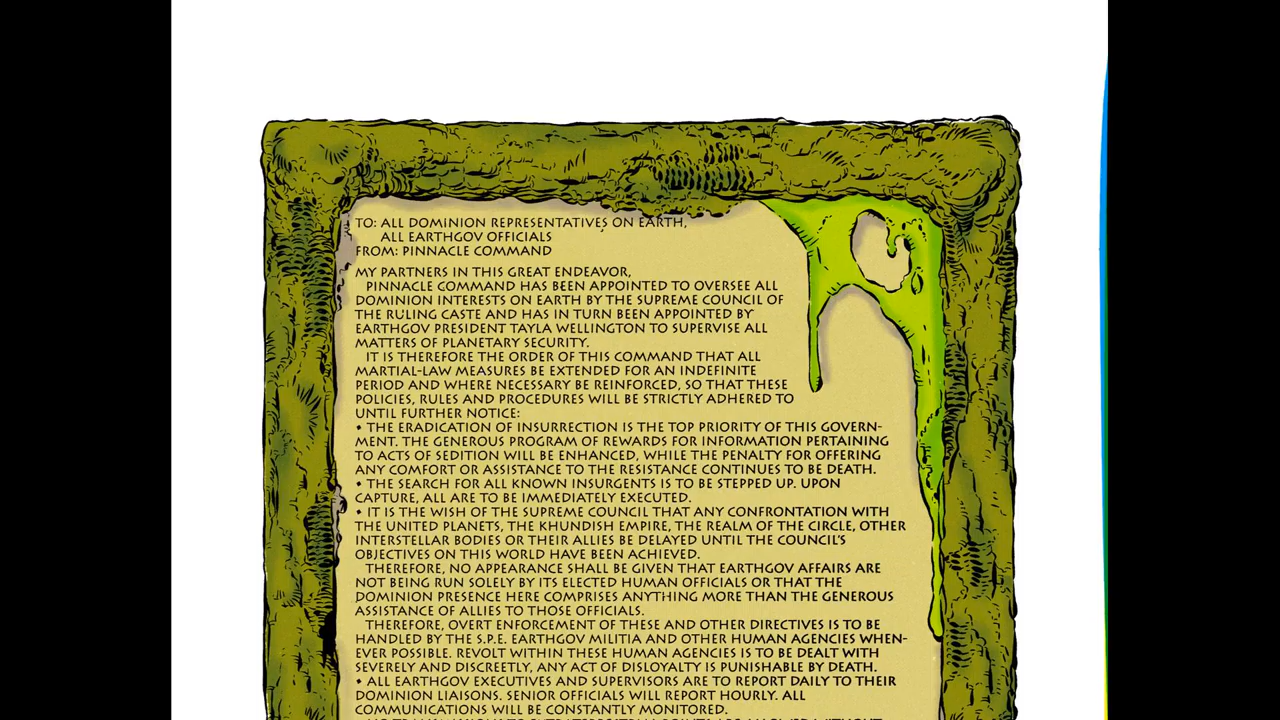 TO: ALL DOMINION REPRESENTATIVES ON EARTH,
ALL EARTHGOV OFFICIALS
FROM: PINNACLE COMMAND
MY PARTNERS IN THIS GREAT ENDEAVOR,
PINNACLE COMMAND HAS BEEN APPOINTED TO OVERSEE ALL
DOMINION INTERESTS ON EARTH BY THE SUPREME COUNCIL OF
THE RULING CASTE AND HAS IN TURN BEEN APPOINTED BY
EARTHGOV PRESIDENT TAYLA WELLINGTON TO SUPERVISE ALL
MATTERS OF PLANETARY SECURITY.
IT IS THEREFORE THE ORDER OF THIS COMMAND THAT ALL
MARTIAL-LAW MEASURES BE EXTENDED FOR AN INDEFINITE
PERIOD AND WHERE NECESSARY BE REINFORCED, SO THAT THESE
POLICIES, RULES AND PROCEDURES WILL BE STRICTLY ADHERED TO
UNTIL FURTHER NOTICE:
• THE ERADICATION OF INSURRECTION IS THE TOP PRIORITY OF THIS GOVERN-
MENT. THE GENEROUS PROGRAM OF REWARDS FOR INFORMATION PERTAINING
TO ACTS OF SEDITION WILL BE ENHANCED, WHILE THE PENALTY FOR OFFERING
ANY COMFORT OR ASSISTANCE TO THE RESISTANCE CONTINUES TO BE DEATH.
• THE SEARCH FOR ALL KNOWN INSURGENTS IS TO BE STEPPED UP. UPON
CAPTURE, ALL ARE TO BE IMMEDIATELY EXECUTED.
• IT IS THE WISH OF THE SUPREME COUNCIL THAT ANY CONFRONTATION WITH
THE UNITED PLANETS, THE KHUNDISH EMPIRE, THE REALM OF THE CIRCLE, OTHER
INTERSTELLAR BODIES OR THEIR ALLIES BE DELAYED UNTIL THE COUNCIL'S
OBJECTIVES ON THIS WORLD HAVE BEEN ACHIEVED.
THEREFORE, NO APPEARANCE SHALL BE GIVEN THAT EARTHGOV AFFAIRS ARE
NOT BEING RUN SOLELY BY ITS ELECTED HUMAN OFFICIALS OR THAT THE
DOMINION PRESENCE HERE COMPRISES ANYTHING MORE THAN THE GENEROUS
ASSISTANCE OF ALLIES TO THOSE OFFICIALS.
THEREFORE, OVERT ENFORCEMENT OF THESE AND OTHER DIRECTIVES IS TO BE
HANDLED BY THE S.P.E. EARTHGOV MILITIA AND OTHER HUMAN AGENCIES WHEN-
EVER POSSIBLE. REVOLT WITHIN THESE HUMAN AGENCIES IS TO BE DEALT WITH
SEVERELY AND DISCREETLY, ANY ACT OF DISLOYALTY IS PUNISHABLE BY DEATH.
• ALL EARTHGOV EXECUTIVES AND SUPERVISORS ARE TO REPORT DAILY TO THEIR
DOMINION LIAISONS. SENIOR OFFICIALS WILL REPORT HOURLY. ALL
COMMUNICATIONS WILL BE CONSTANTLY MONITORED.